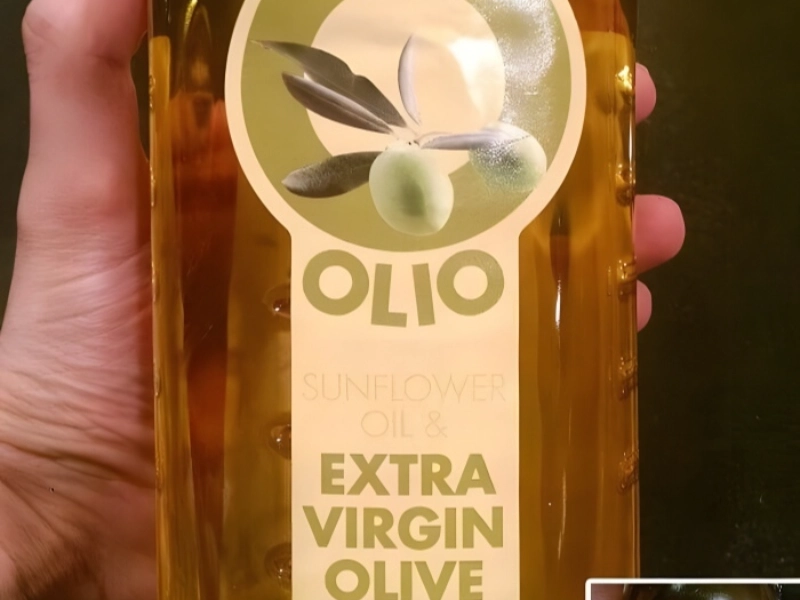 OLIO
SUNFLOWER
OIL &
EXTRA
VIRGIN
OLIVE